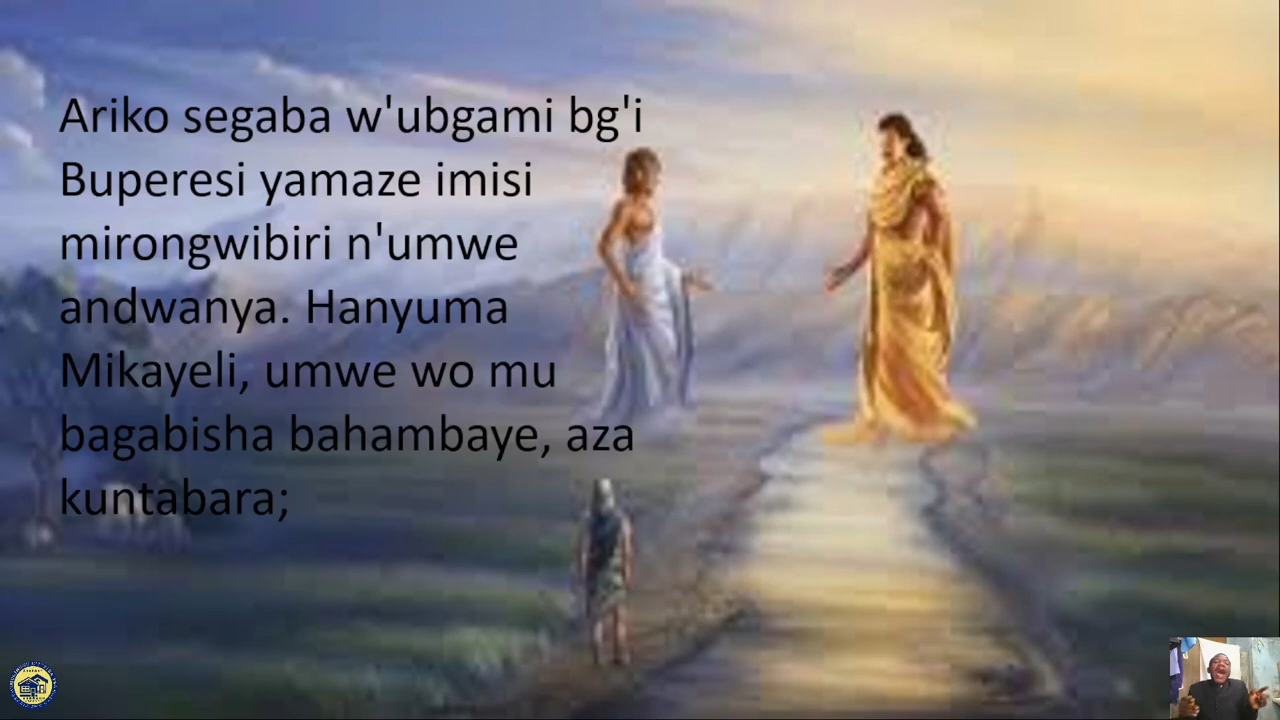 Ariko segaba w'ubgami bg'i
Buperesi yamaze imisi
mirongwibiri n'umwe
andwanya. Hanyuma
Mikayeli, umwe wo mu
bagabisha bahambaye, aza
kuntabara;